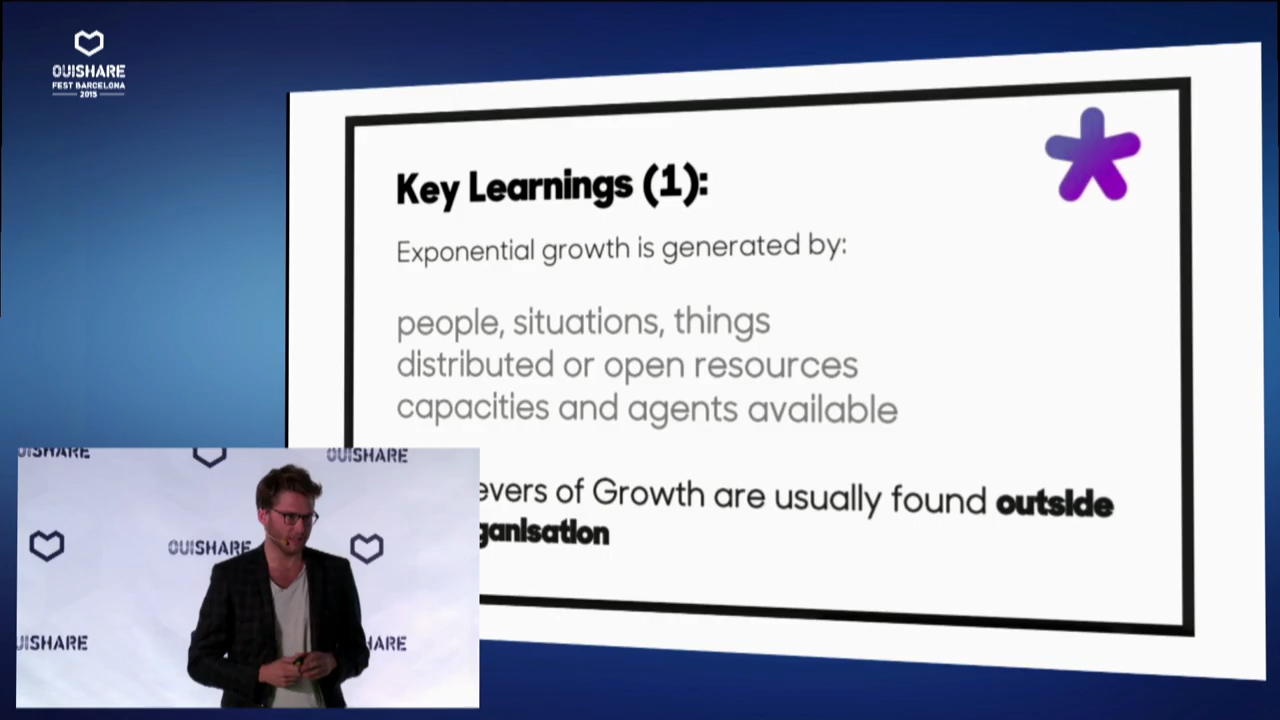 OUISHARE
FEST BARCELONA
2015
Key Learnings (1):
Exponential growth is generated by:
people, situations, things
distributed or open resources
capacities and agents available
evers of Growth are usually found outside
ganisation
OUISHARE
OUISHARE
OUISHARE
UISHARE
HARE